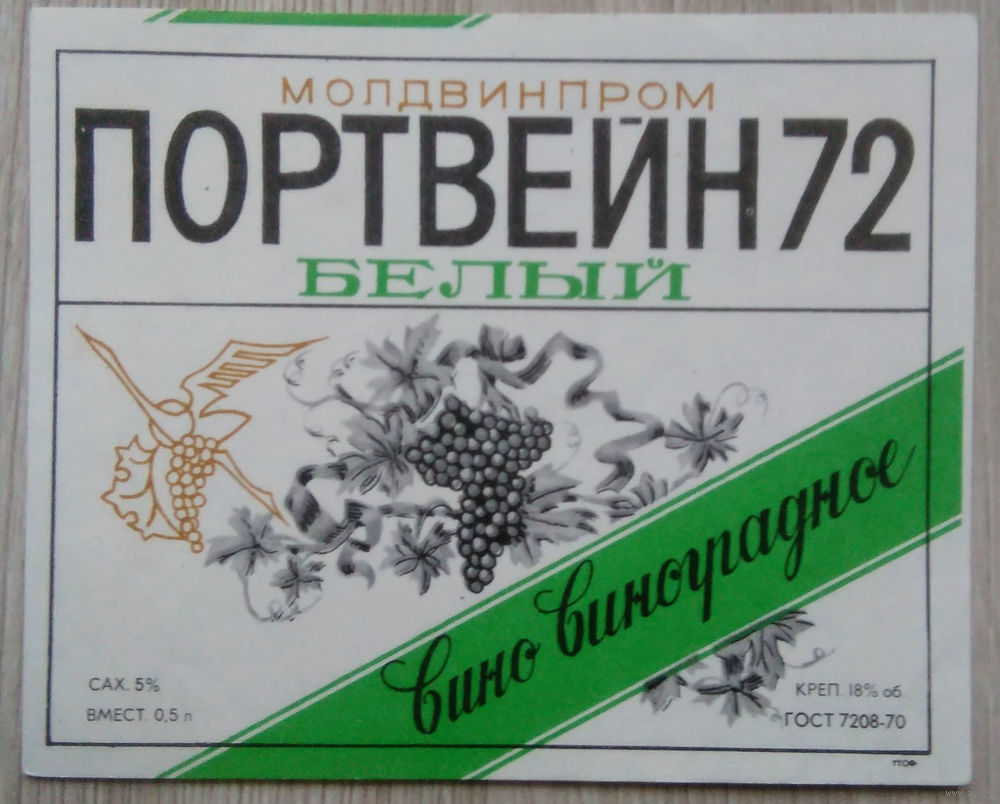 МОЛДВИНПРОМ
ПОРТВЕЙН 72
БЕЛЫЙ
Вино виноградное
САХ. 5%
ВМЕСТ. 0,5 л
КРЕП. 18% об.
ГОСТ 7208-70